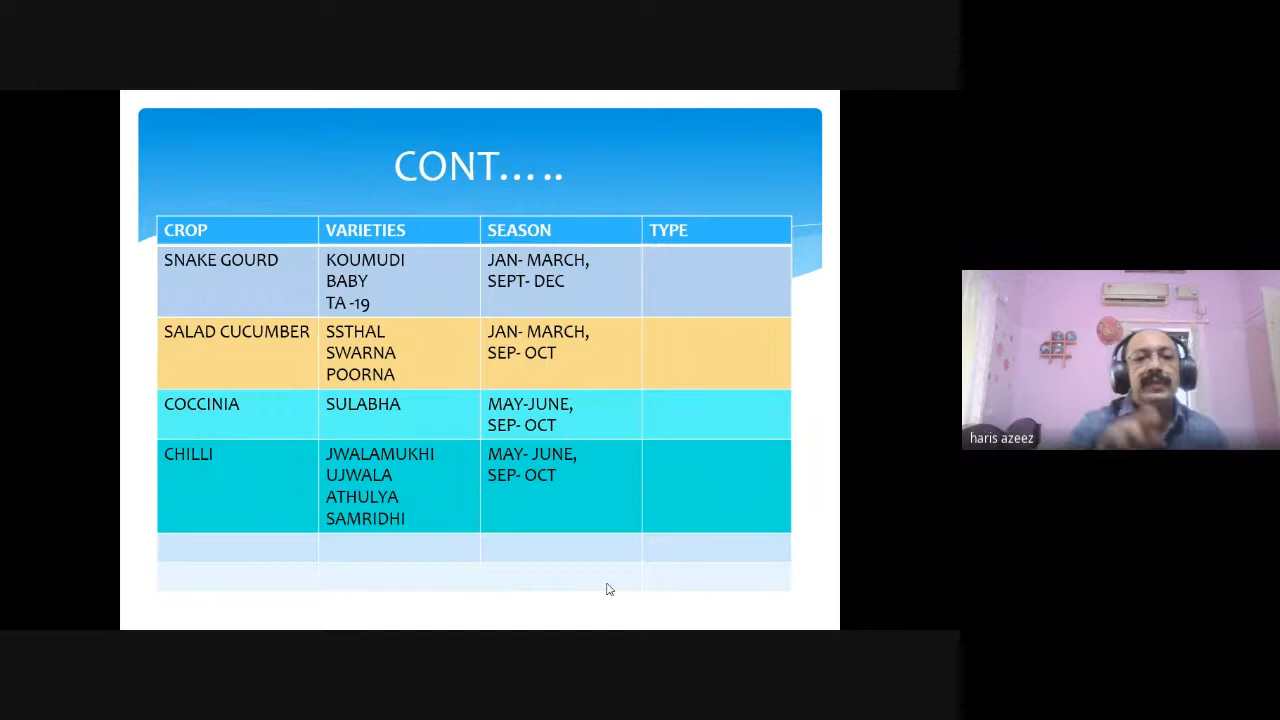 CONT.....
CROP VARIETIES SEASON TYPE
SNAKE GOURD KOUMUDI JAN- MARCH,
BABY SEPT- DEC
TA -19
SALAD CUCUMBER SSTHAL JAN- MARCH,
SWARNA SEP- OCT
POORNA
COCCINIA SULABHA MAY-JUNE,
SEP- OCT
CHILLI JWALAMUKHI MAY- JUNE,
UJWALA SEP- OCT
ATHULYA
SAMRIDHI
haris azeez